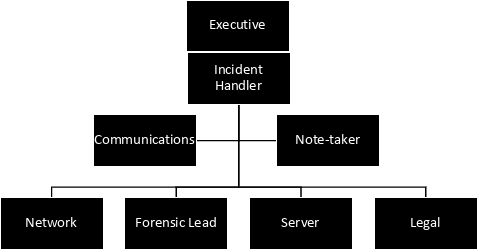 Executive
Incident
Handler
Communications
Note-taker
Network
Forensic Lead
Server
Legal